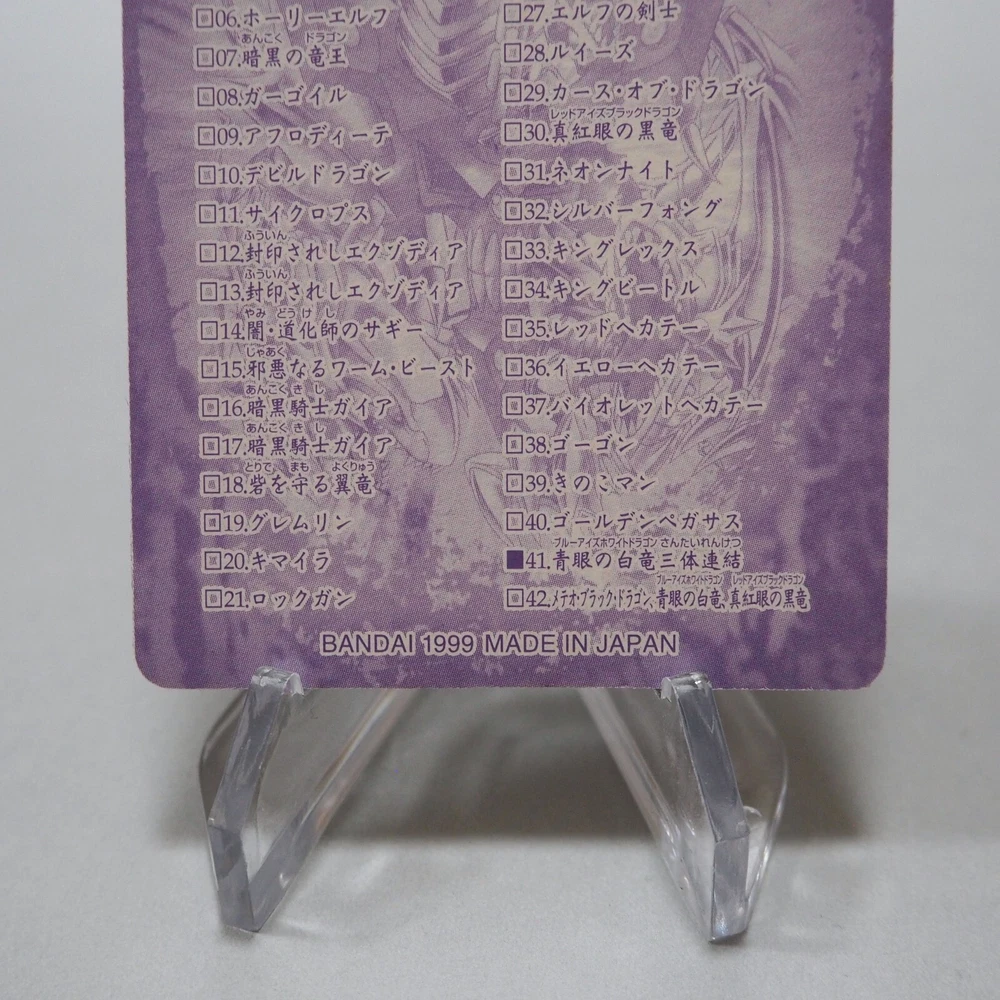 06.ホーリーエルフ
あんこく ドラゴン
07.暗黒の竜王
08.ガーゴイル
09.アフロディーテ
10.デビルドラゴン
11.サイクロプス
ふういん
12.封印されしエクゾディア
ふういん
13.封印されしエクゾディア
やみ どうけし
14.闇・道化師のサギー
じゃあく
15.邪悪なるワーム・ビースト
あんこくきし
16.暗黒騎士ガイア
あんこくきし
17.暗黒騎士ガイア
とりで まも よくりゅう
18.砦を守る翼竜
19.グレムリン
20.キマイラ
21.ロックガン
27.エルフの剣士
28.ルイーズ
29.カース・オブ・ドラゴン
レッドアイズブラックドラゴン
30.真紅眼の黒竜
31.ネオンナイト
32.シルバーフォング
33.キングレックス
34.キングビートル
35.レッドヘカテー
36.イエローヘカテー
37.バイオレットヘカテー
38.ゴーゴン
39.きのこマン
40.ゴールデンペガサス
ブルーアイズホワイトドラゴン さんたいれんけつ
41.青眼の白竜三体連結
ブルーアイズホワイトドラゴン レッドアイズブラックドラゴン
42.メテオ・ブラック・ドラゴン、青眼の白竜、真紅眼の黒竜
BANDAI 1999 MADE IN JAPAN